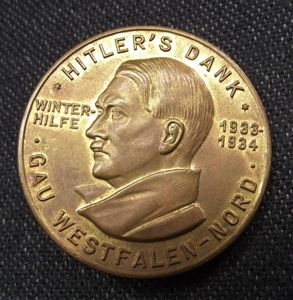 HITLER'S DANK
WINTER-
HILFE
1933-
1934
· GAU WESTFALEN-NORD ·